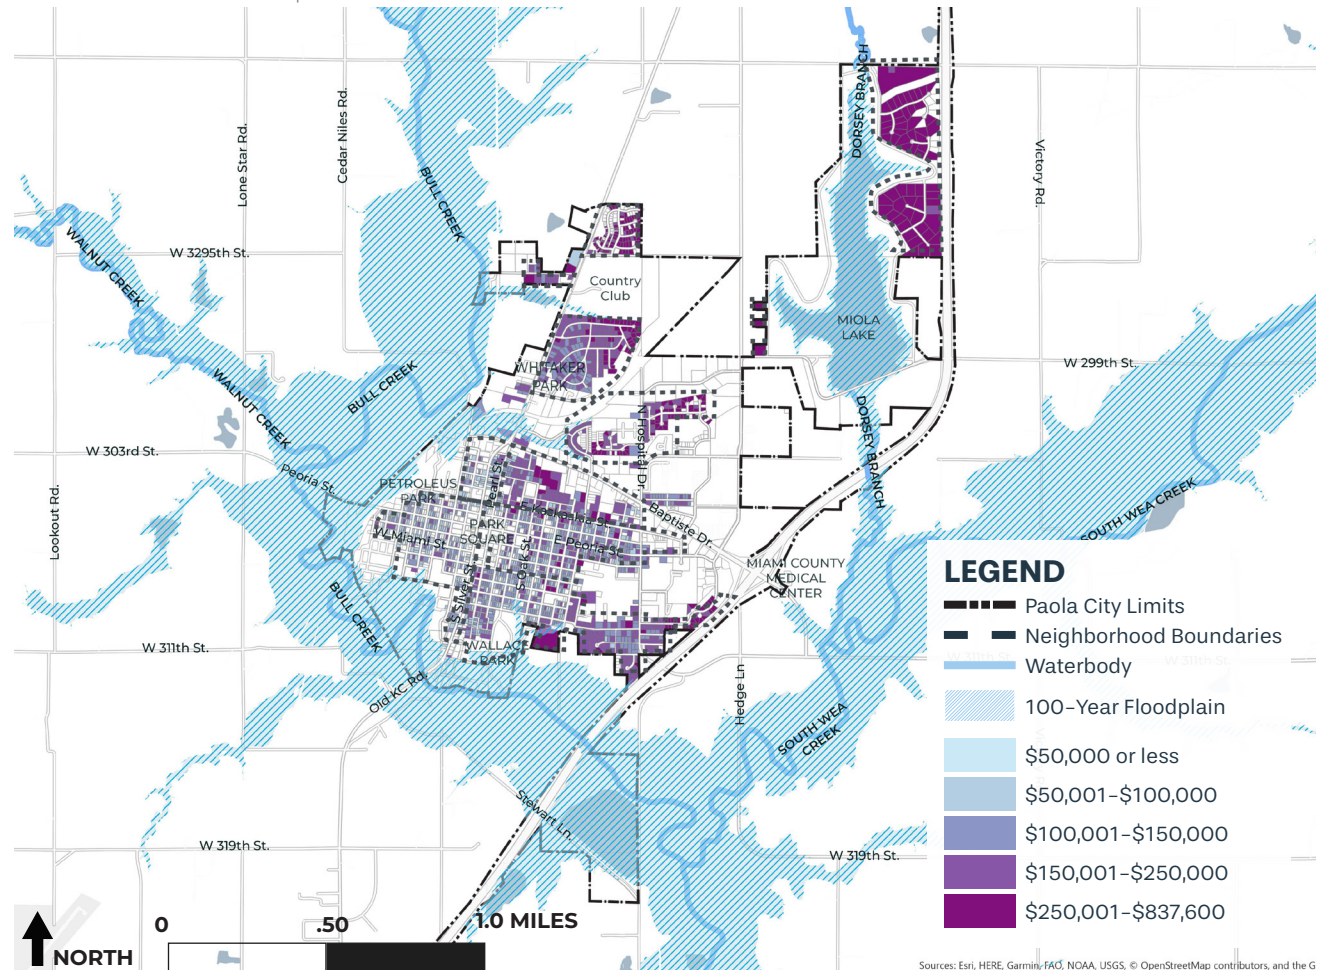 DORSEY BRANCH
Lone Star Rd.
Cedar Niles Rd.
Victory Rd.
BULL CREEK
WALNUT CREEK
W 3295th St.
Country
Club
MIOLA
LAKE
WHITAKER
PARK
W 299th St.
BULL CREEK
WALNUT CREEK
N Hospital Dr.
DORSEY BRANCH
W 303rd St.
Peoria St.
PETROLEUS
PARK
Pearl St.
Lookout Rd.
E Kaskaskia St.
Baptiste Dr.
SOUTH WEA CREEK
PARK
SQUARE
W Miami St.
E Peoria St.
S Oak St.
S Silver St.
MIAMI COUNTY
MEDICAL
CENTER
BULL CREEK
W 311th St.
WALLACE
PARK
Old KC Rd.
Hedge Ln
SOUTH WEA
CREEK
Stewart Ln.
W 319th St.
W 319th St.
LEGEND
Paola City Limits
Neighborhood Boundaries
W 311th St.
W 311th St.
Waterbody
100-Year Floodplain
$50,000 or less
$50,001-$100,000
$100,001-$150,000
$150,001-$250,000
$250,001-$837,600
0
.50
1.0 MILES
NORTH
Sources: Esri, HERE, Garmin, FAO, NOAA, USGS, © OpenStreetMap contributors, and the G